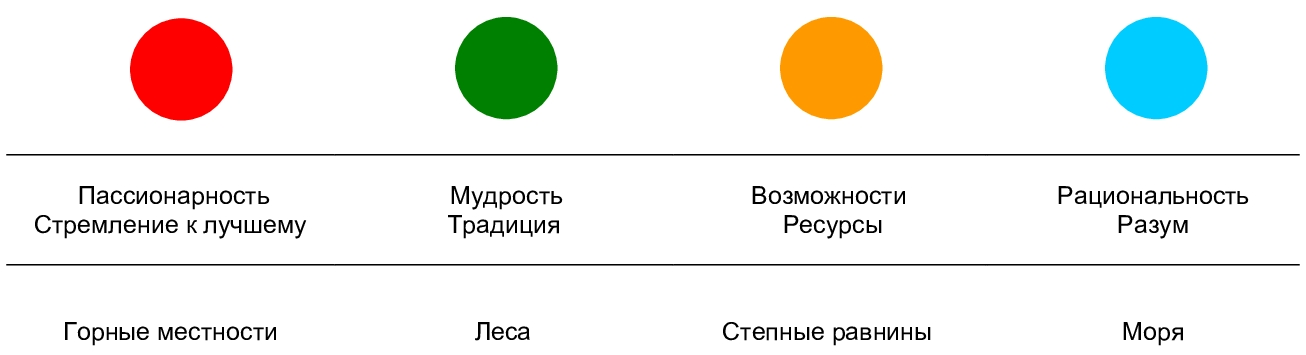 Пассионарность
Стремление к лучшему
Мудрость
Традиция
Возможности
Ресурсы
Рациональность
Разум
Горные местности
Леса
Степные равнины
Моря